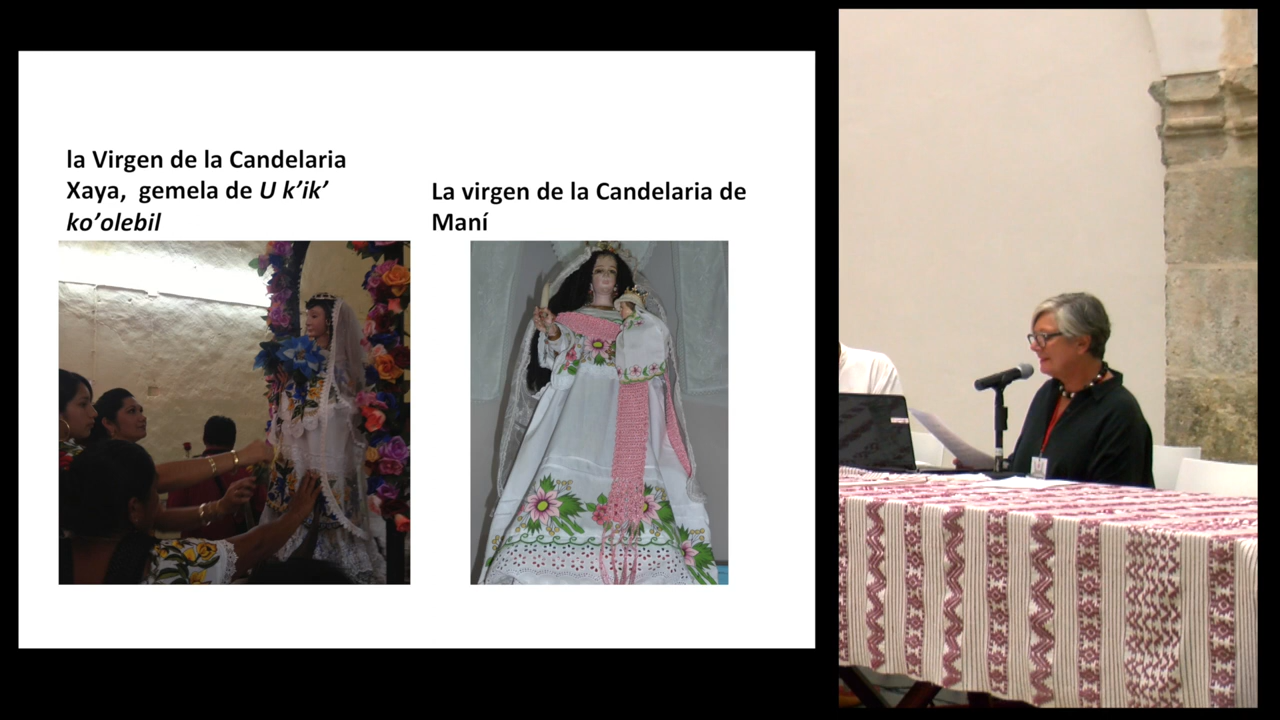 la Virgen de la Candelaria
Xaya,  gemela de U k’ik’
ko’olebil
La virgen de la Candelaria de
Maní